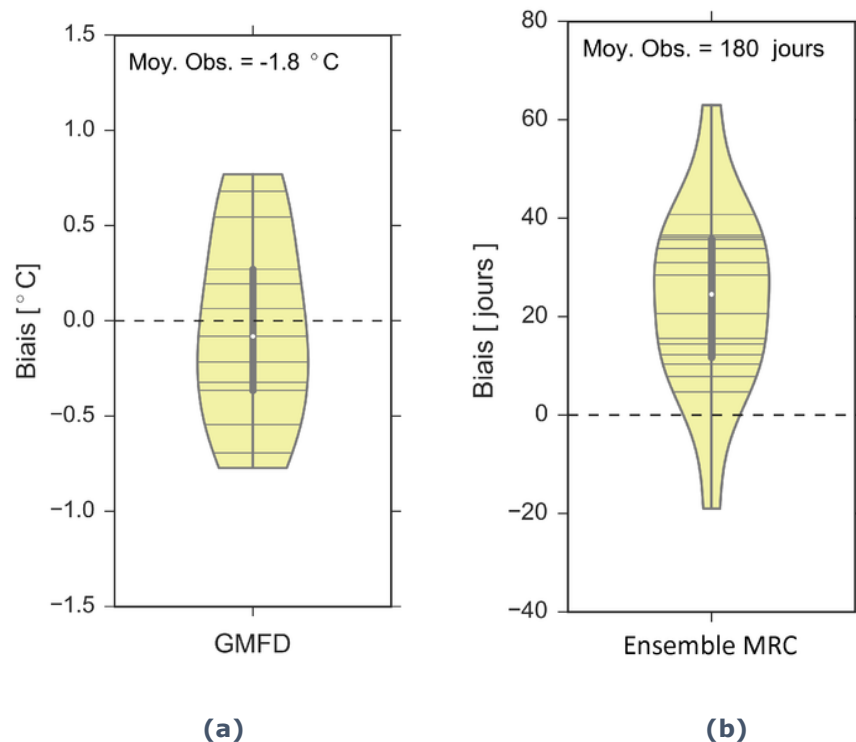 Moy. Obs. = -1.8 °C
Biais [°C]
1.5
1.0
0.5
0.0
−0.5
−1.0
−1.5
GMFD
(a)
Moy. Obs. = 180 jours
Biais [ jours ]
80
60
40
20
0
−20
−40
Ensemble MRC
(b)